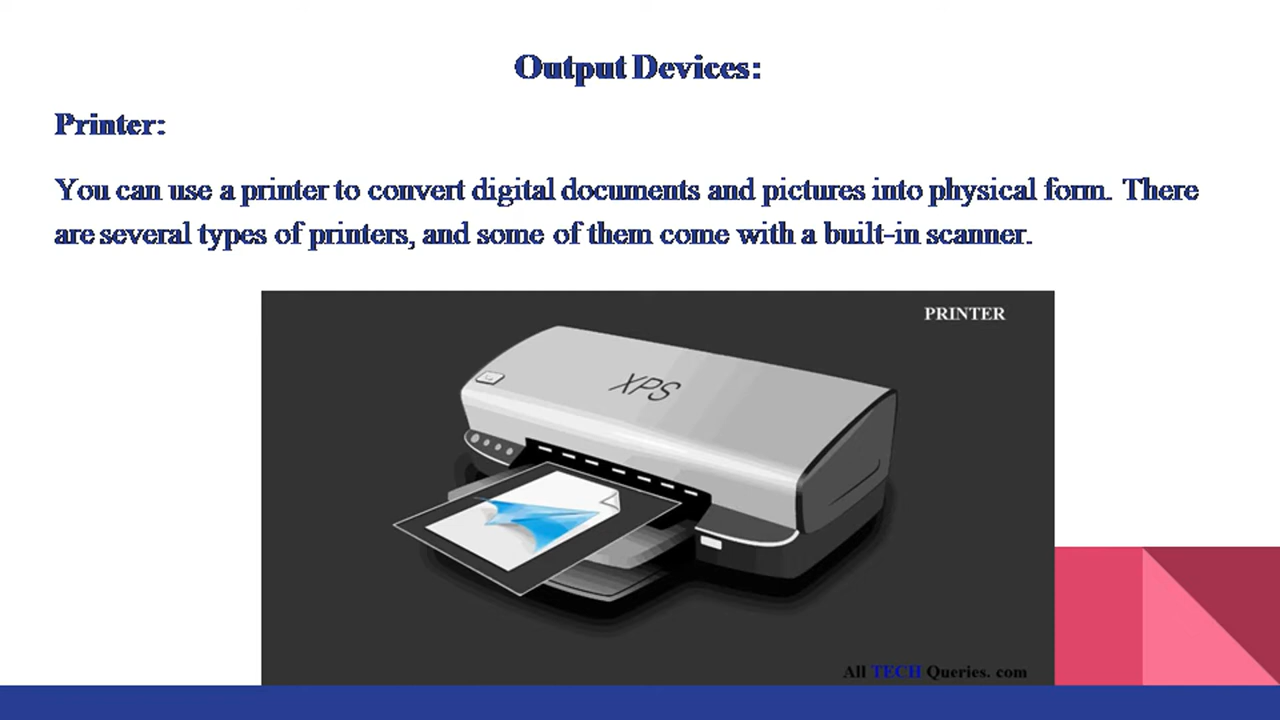 Output Devices:
Printer:
You can use a printer to convert digital documents and pictures into physical form. There
are several types of printers, and some of them come with a built-in scanner.
PRINTER
XPS
All TECH Queries. com